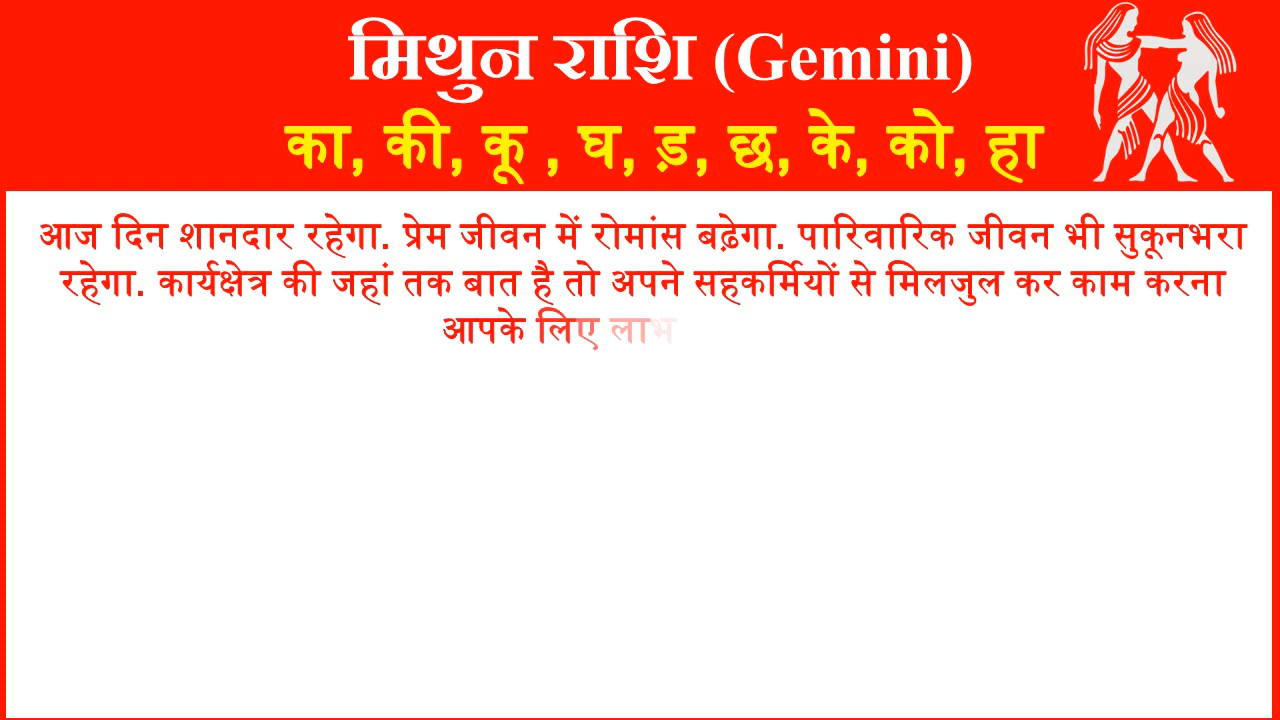 मिथुन राशि (Gemini)
का, की, कू , घ, ड़, छ, के, को, हा
आज दिन शानदार रहेगा. प्रेम जीवन में रोमांस बढ़ेगा. पारिवारिक जीवन भी सुकूनभरा
रहेगा. कार्यक्षेत्र की जहां तक बात है तो अपने सहकर्मियों से मिलजुल कर काम करना
आपके लिए लाभ